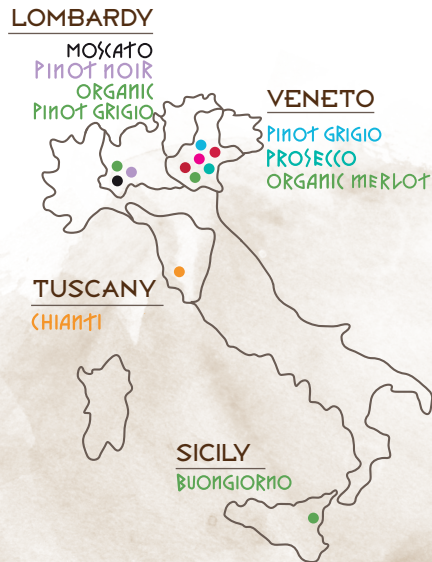 LOMBARDY
MOSCATO
PINOT NOIR
ORGANIC
PINOT GRIGIO
VENETO
PINOT GRIGIO
PROSECCO
ORGANIC MERLOT
TUSCANY
CHIANTI
SICILY
BUONGIORNO